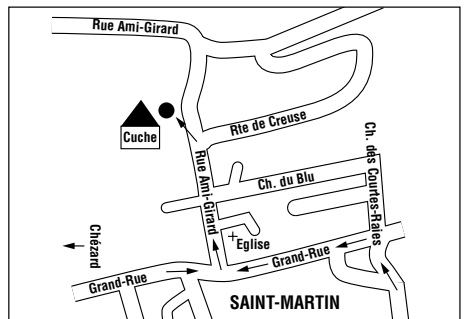 Rue Ami-Girard
Rte de Creuse
Cuche
Rue Ami-Girard
Ch. du Blu
Ch. des Courtes-Raies
Chézard
Eglise
Grand-Rue
Grand-Rue
SAINT-MARTIN